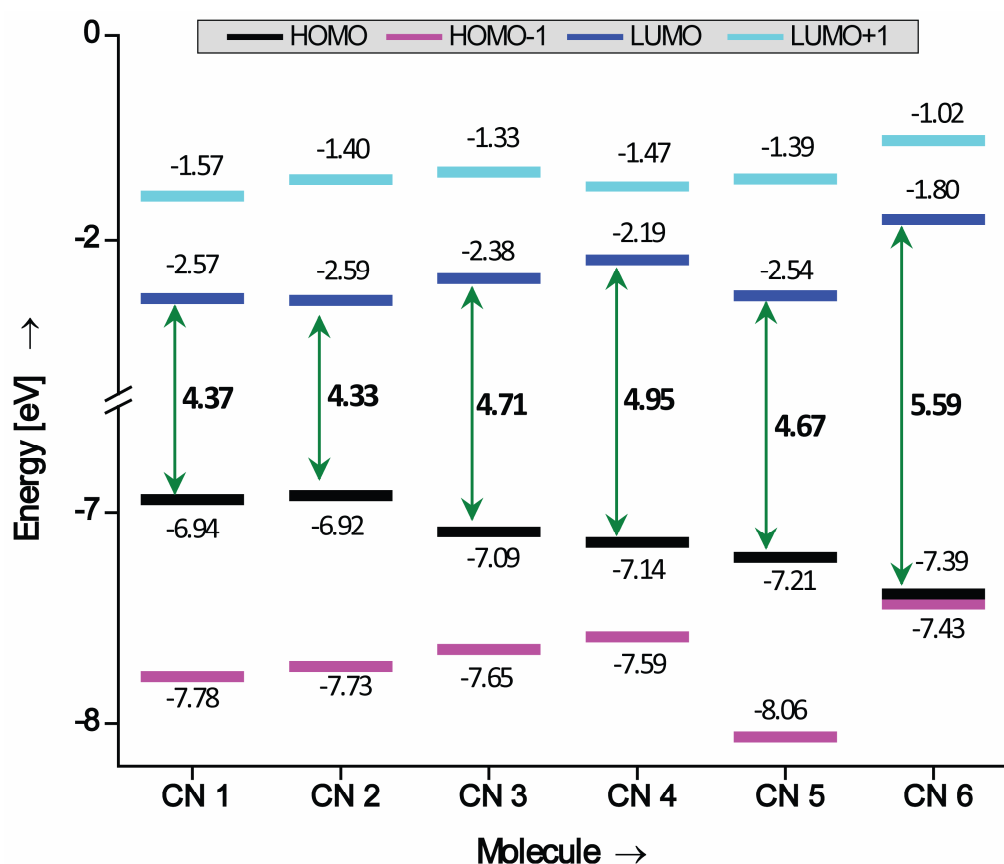 0
HOMO HOMO-1 LUMO LUMO+1
-1.57 -1.40 -1.33 -1.47 -1.39 -1.02
-2
-2.57 -2.59 -2.38 -2.19 -2.54 -1.80
4.37 4.33 4.71 4.95 4.67 5.59
Energy [eV] →
-7
-6.94 -6.92 -7.09 -7.14 -7.21 -7.39
-7.78 -7.73 -7.65 -7.59 -8.06 -7.43
-8
CN 1 CN 2 CN 3 CN 4 CN 5 CN 6
Molecule →